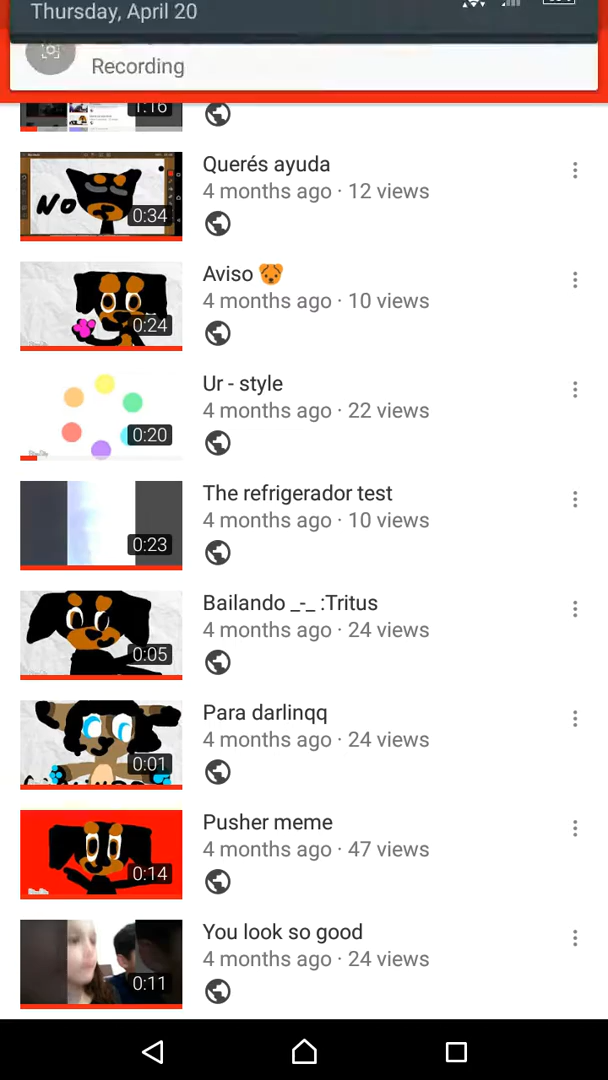 Thursday, April 20
Recording
1:16
Querés ayuda
4 months ago · 12 views
NO
0:34
Aviso 🐶
4 months ago · 10 views
0:24
Ur - style
4 months ago · 22 views
0:20
The refrigerador test
4 months ago · 10 views
0:23
Bailando _-_ :Tritus
4 months ago · 24 views
0:05
Para darlinqq
4 months ago · 24 views
0:01
Pusher meme
4 months ago · 47 views
0:14
You look so good
4 months ago · 24 views
0:11